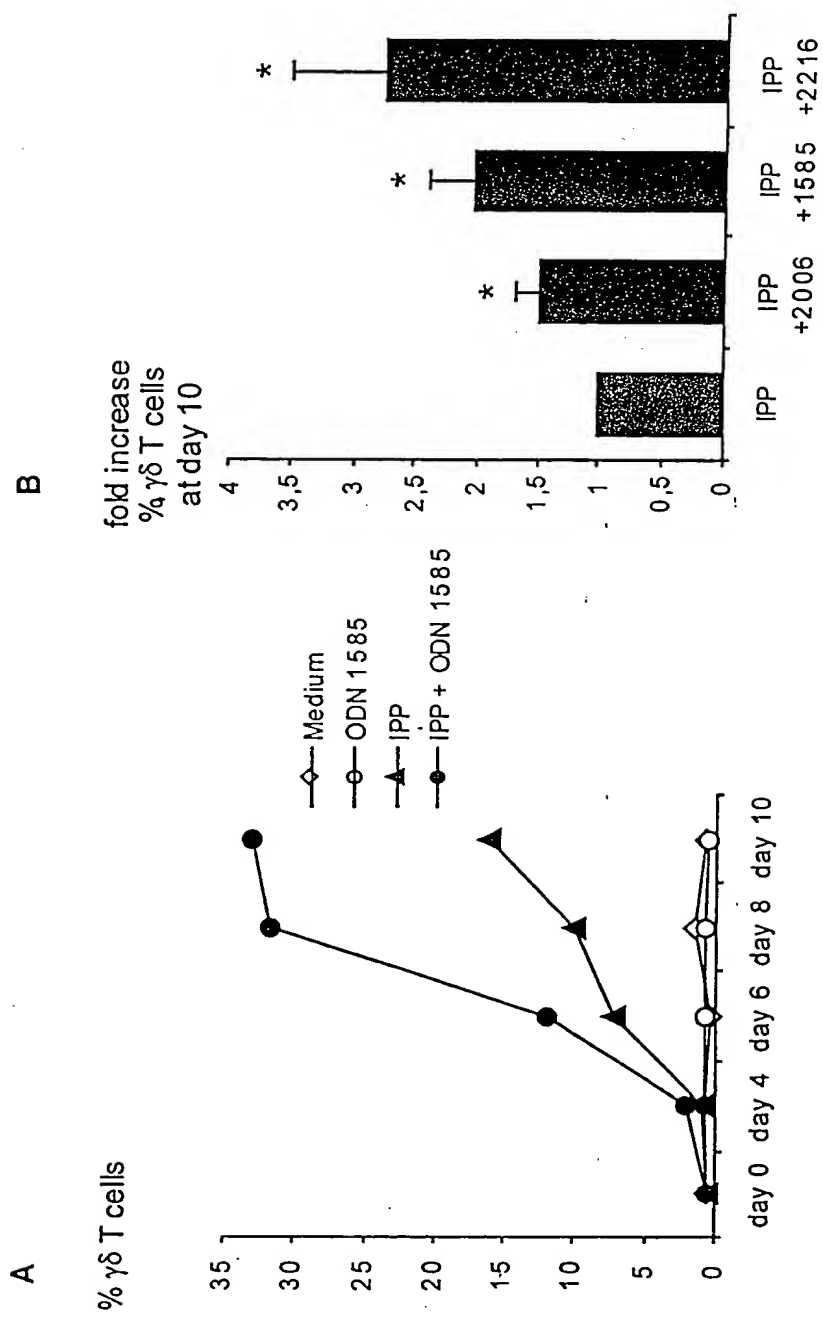 A
% γδ T cells
35
30
25
20
15
10
5
0
day 0 day 4 day 6 day 8 day 10
Medium
ODN 1585
IPP
IPP + ODN 1585
B
fold increase
% γδ T cells
at day 10
4
3,5
3
2,5
2
1,5
1
0,5
0
*
*
*
IPP
IPP
+2006
IPP
+1585
IPP
+2216